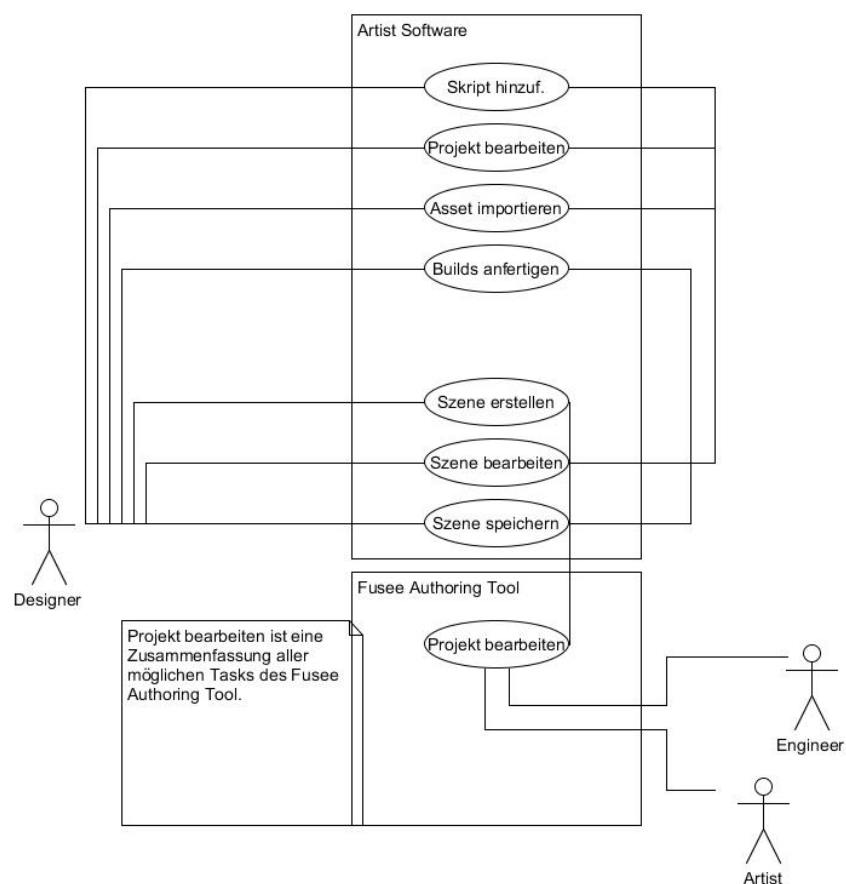 Artist Software
Skript hinzuf.
Projekt bearbeiten
Asset importieren
Builds anfertigen
Szene erstellen
Szene bearbeiten
Szene speichern
Designer
Fusee Authoring Tool
Projekt bearbeiten ist eine
Zusammenfassung aller
möglichen Tasks des Fusee
Authoring Tool.
Projekt bearbeiten
Engineer
Artist